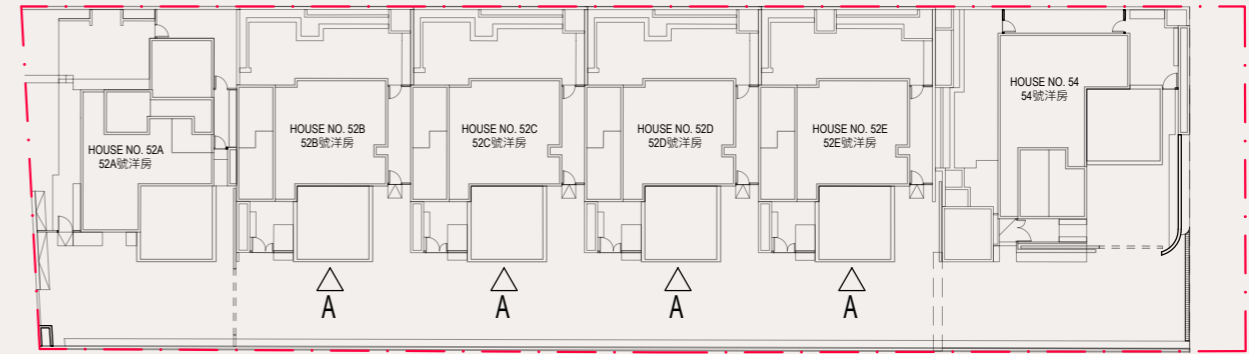 HOUSE NO. 52A
52A號洋房
HOUSE NO. 52B
52B號洋房
HOUSE NO. 52C
52C號洋房
HOUSE NO. 52D
52D號洋房
HOUSE NO. 52E
52E號洋房
HOUSE NO. 54
54號洋房
A
A
A
A